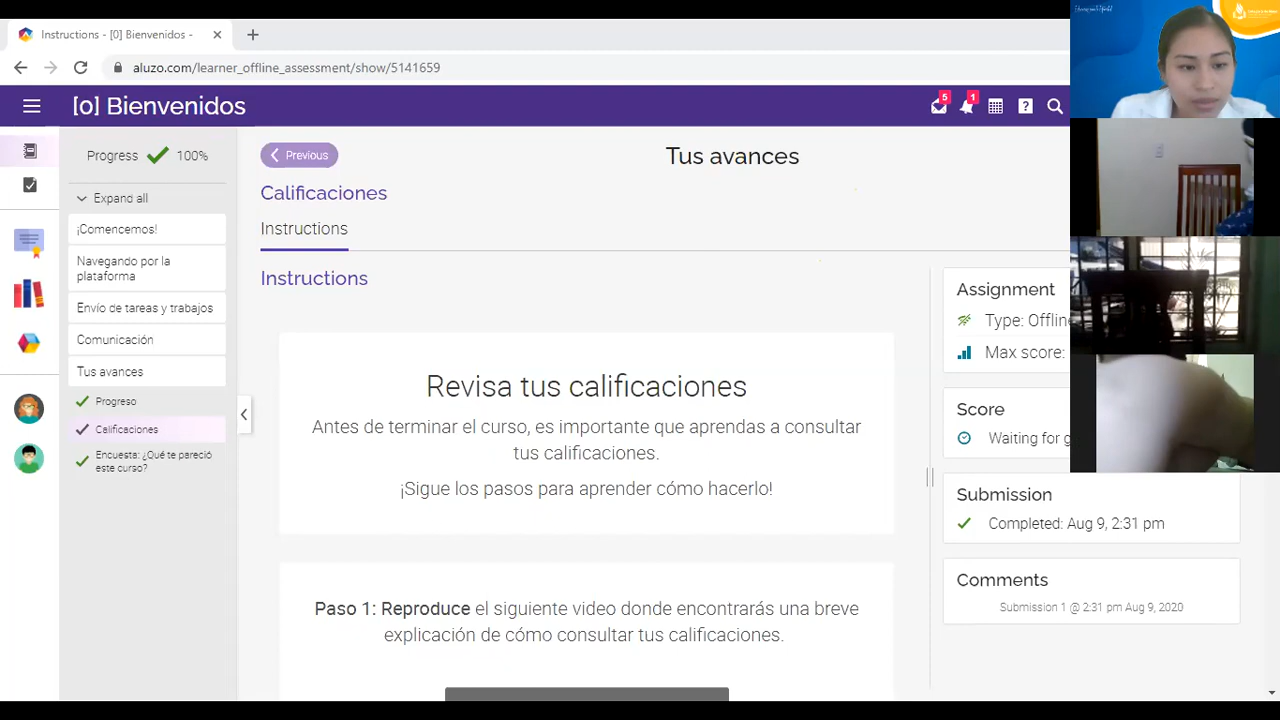 Instructions - [0] Bienvenidos -
aluzo.com/learner_offline_assessment/show/5141659
[0] Bienvenidos
5
1
?
Progress 100%
Previous
Tus avances
Expand all
Calificaciones
¡Comencemos!
Instructions
Navegando por la
plataforma
Instructions
Envío de tareas y trabajos
Comunicación
Tus avances
Progreso
Calificaciones
Encuesta: ¿Qué te pareció
este curso?
Revisa tus calificaciones
Antes de terminar el curso, es importante que aprendas a consultar
tus calificaciones.
¡Sigue los pasos para aprender cómo hacerlo!
Paso 1: Reproduce el siguiente video donde encontrarás una breve
explicación de cómo consultar tus calificaciones.
Assignment
Type: Offline
Max score:
Score
Waiting for g
Submission
Completed: Aug 9, 2:31 pm
Comments
Submission 1 @ 2:31 pm Aug 9, 2020